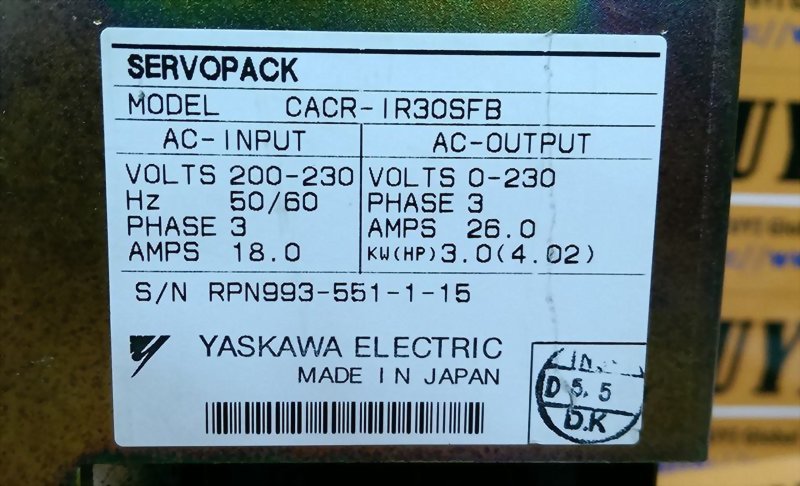 SERVOPACK
MODEL CACR-IR30SFB
AC-INPUT AC-OUTPUT
VOLTS 200-230 VOLTS 0-230
Hz 50/60 PHASE 3
PHASE 3 AMPS 26.0
AMPS 18.0 KW(HP) 3.0(4.02)
S/N RPN993-551-1-15
YASKAWA ELECTRIC
MADE IN JAPAN
D 5.5
D.K